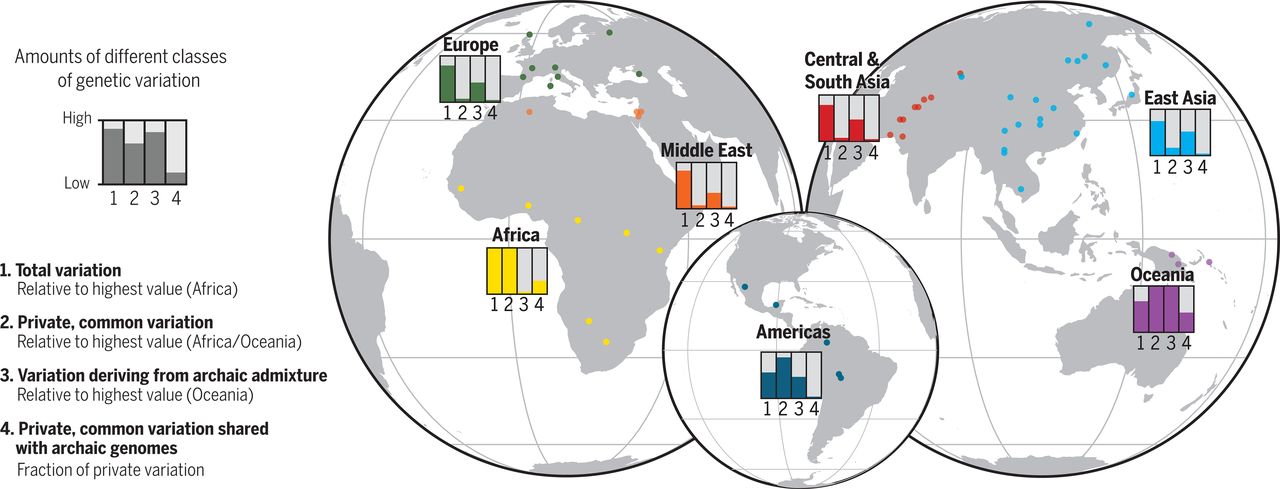 Amounts of different classes
of genetic variation
High
Low
1 2 3 4
1. Total variation
Relative to highest value (Africa)
2. Private, common variation
Relative to highest value (Africa/Oceania)
3. Variation deriving from archaic admixture
Relative to highest value (Oceania)
4. Private, common variation shared
with archaic genomes
Fraction of private variation
Europe
1 2 3 4
Middle East
1 2 3 4
Africa
1 2 3 4
Americas
1 2 3 4
Central &
South Asia
1 2 3 4
East Asia
1 2 3 4
Oceania
1 2 3 4